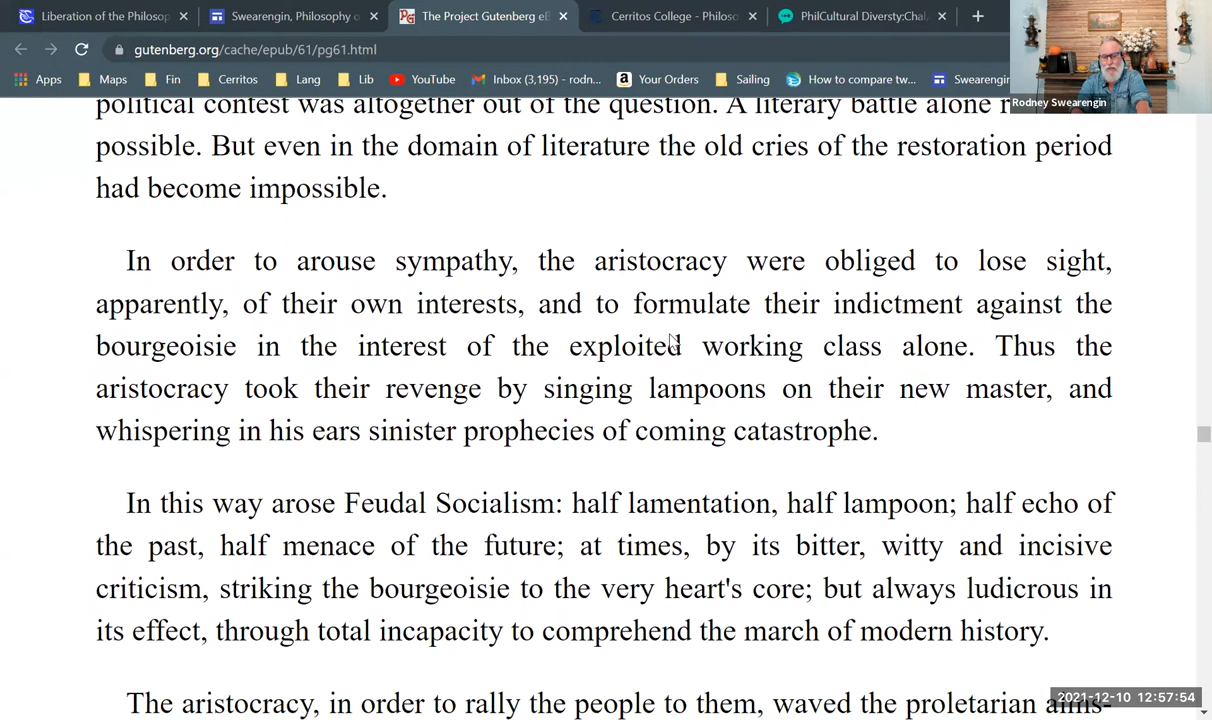 Liberation of the Philosop
Swearengin, Philosophy o
The Project Gutenberg eB
Cerritos College - Philoso
PhilCultural Diversty:Chal
gutenberg.org/cache/epub/61/pg61.html
Apps Maps Fin Cerritos Lang Lib YouTube Inbox (3,195) - rodn... Your Orders Sailing How to compare tw... Swearengin
Rodney Swearengin
political contest was altogether out of the question. A literary battle alone
possible. But even in the domain of literature the old cries of the restoration period
had become impossible.
In order to arouse sympathy, the aristocracy were obliged to lose sight,
apparently, of their own interests, and to formulate their indictment against the
bourgeoisie in the interest of the exploited working class alone. Thus the
aristocracy took their revenge by singing lampoons on their new master, and
whispering in his ears sinister prophecies of coming catastrophe.
In this way arose Feudal Socialism: half lamentation, half lampoon; half echo of
the past, half menace of the future; at times, by its bitter, witty and incisive
criticism, striking the bourgeoisie to the very heart's core; but always ludicrous in
its effect, through total incapacity to comprehend the march of modern history.
The aristocracy, in order to rally the people to them, waved the proletarian alms-
2021-12-10 12:57:54